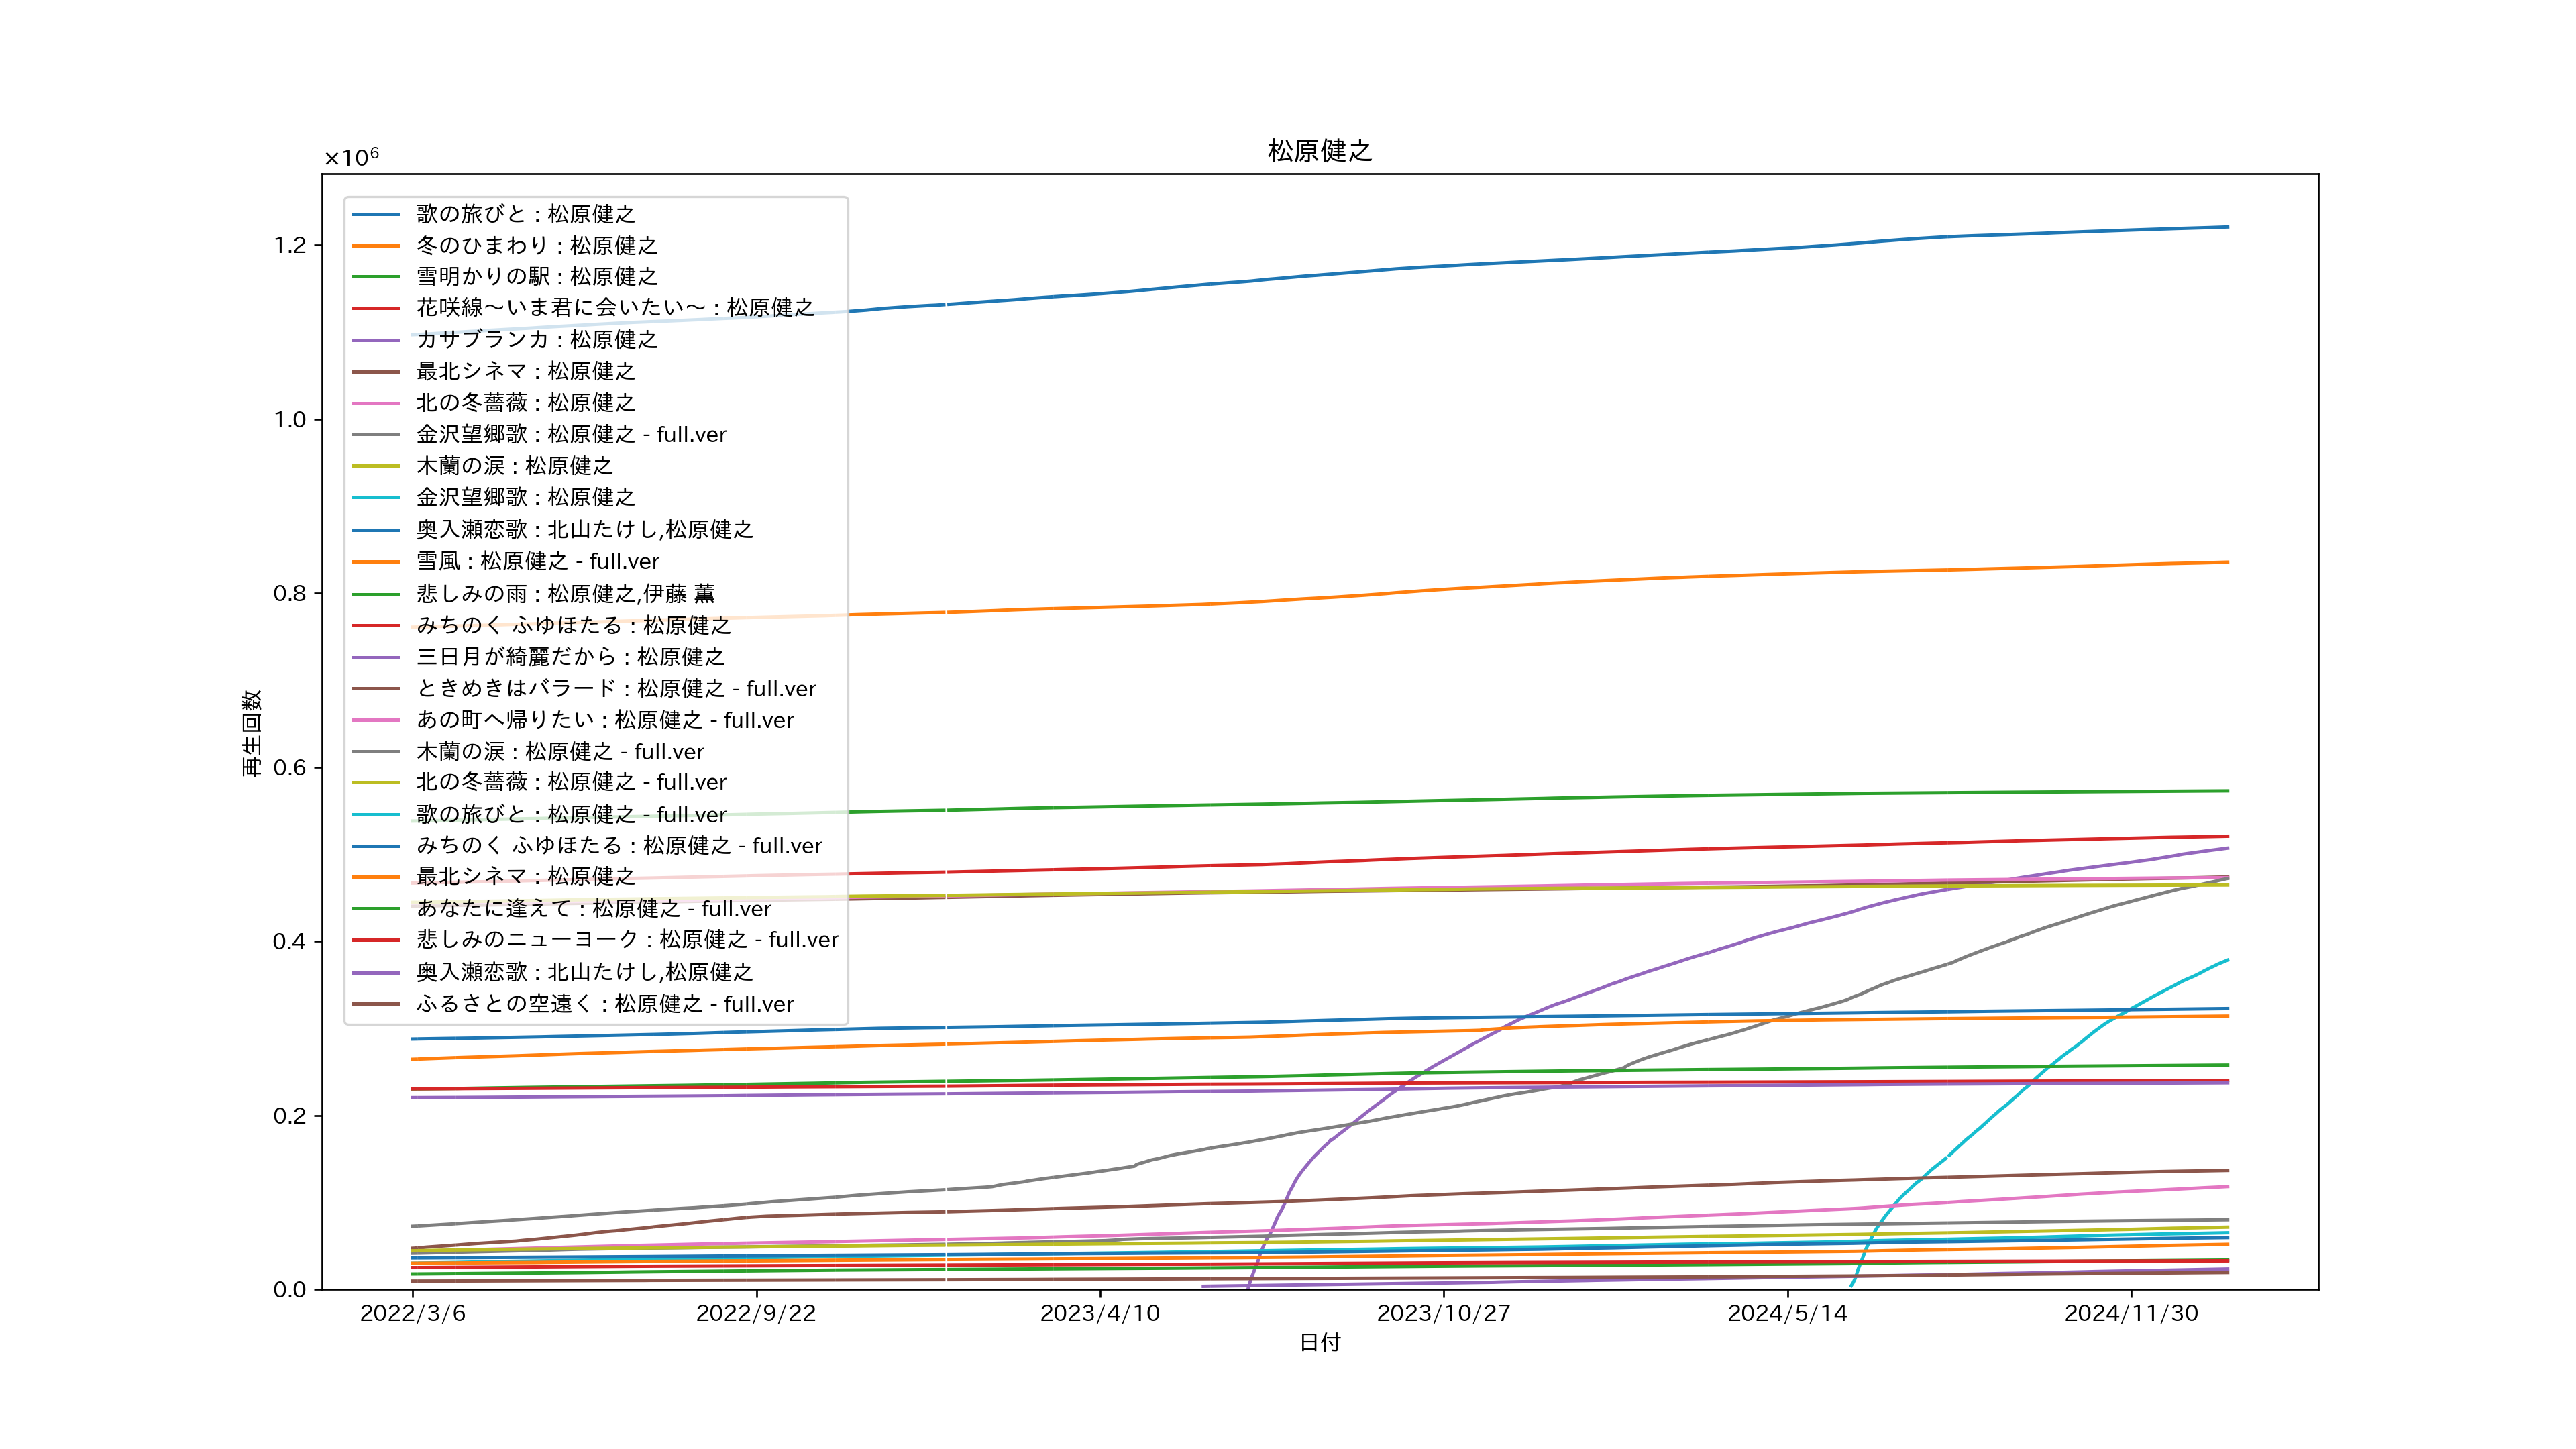 松原健之
×10⁶
1.2
1.0
0.8
0.6
0.4
0.2
0.0
再生回数
歌の旅びと : 松原健之
冬のひまわり : 松原健之
雪明かりの駅 : 松原健之
花咲線〜いま君に会いたい〜 : 松原健之
カサブランカ : 松原健之
最北シネマ : 松原健之
北の冬薔薇 : 松原健之
金沢望郷歌 : 松原健之 - full.ver
木蘭の涙 : 松原健之
金沢望郷歌 : 松原健之
奥入瀬恋歌 : 北山たけし,松原健之
雪風 : 松原健之 - full.ver
悲しみの雨 : 松原健之,伊藤 薫
みちのく ふゆほたる : 松原健之
三日月が綺麗だから : 松原健之
ときめきはバラード : 松原健之 - full.ver
あの町へ帰りたい : 松原健之 - full.ver
木蘭の涙 : 松原健之 - full.ver
北の冬薔薇 : 松原健之 - full.ver
歌の旅びと : 松原健之 - full.ver
みちのく ふゆほたる : 松原健之 - full.ver
最北シネマ : 松原健之
あなたに逢えて : 松原健之 - full.ver
悲しみのニューヨーク : 松原健之 - full.ver
奥入瀬恋歌 : 北山たけし,松原健之
ふるさとの空遠く : 松原健之 - full.ver
2022/3/6
2022/9/22
2023/4/10
2023/10/27
2024/5/14
2024/11/30
日付